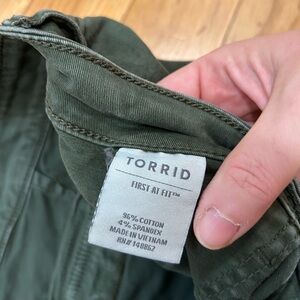 TORRID
FIRST AT FIT™
96% COTTON
4% SPANDEX
MADE IN VIETNAM
RN# 148862